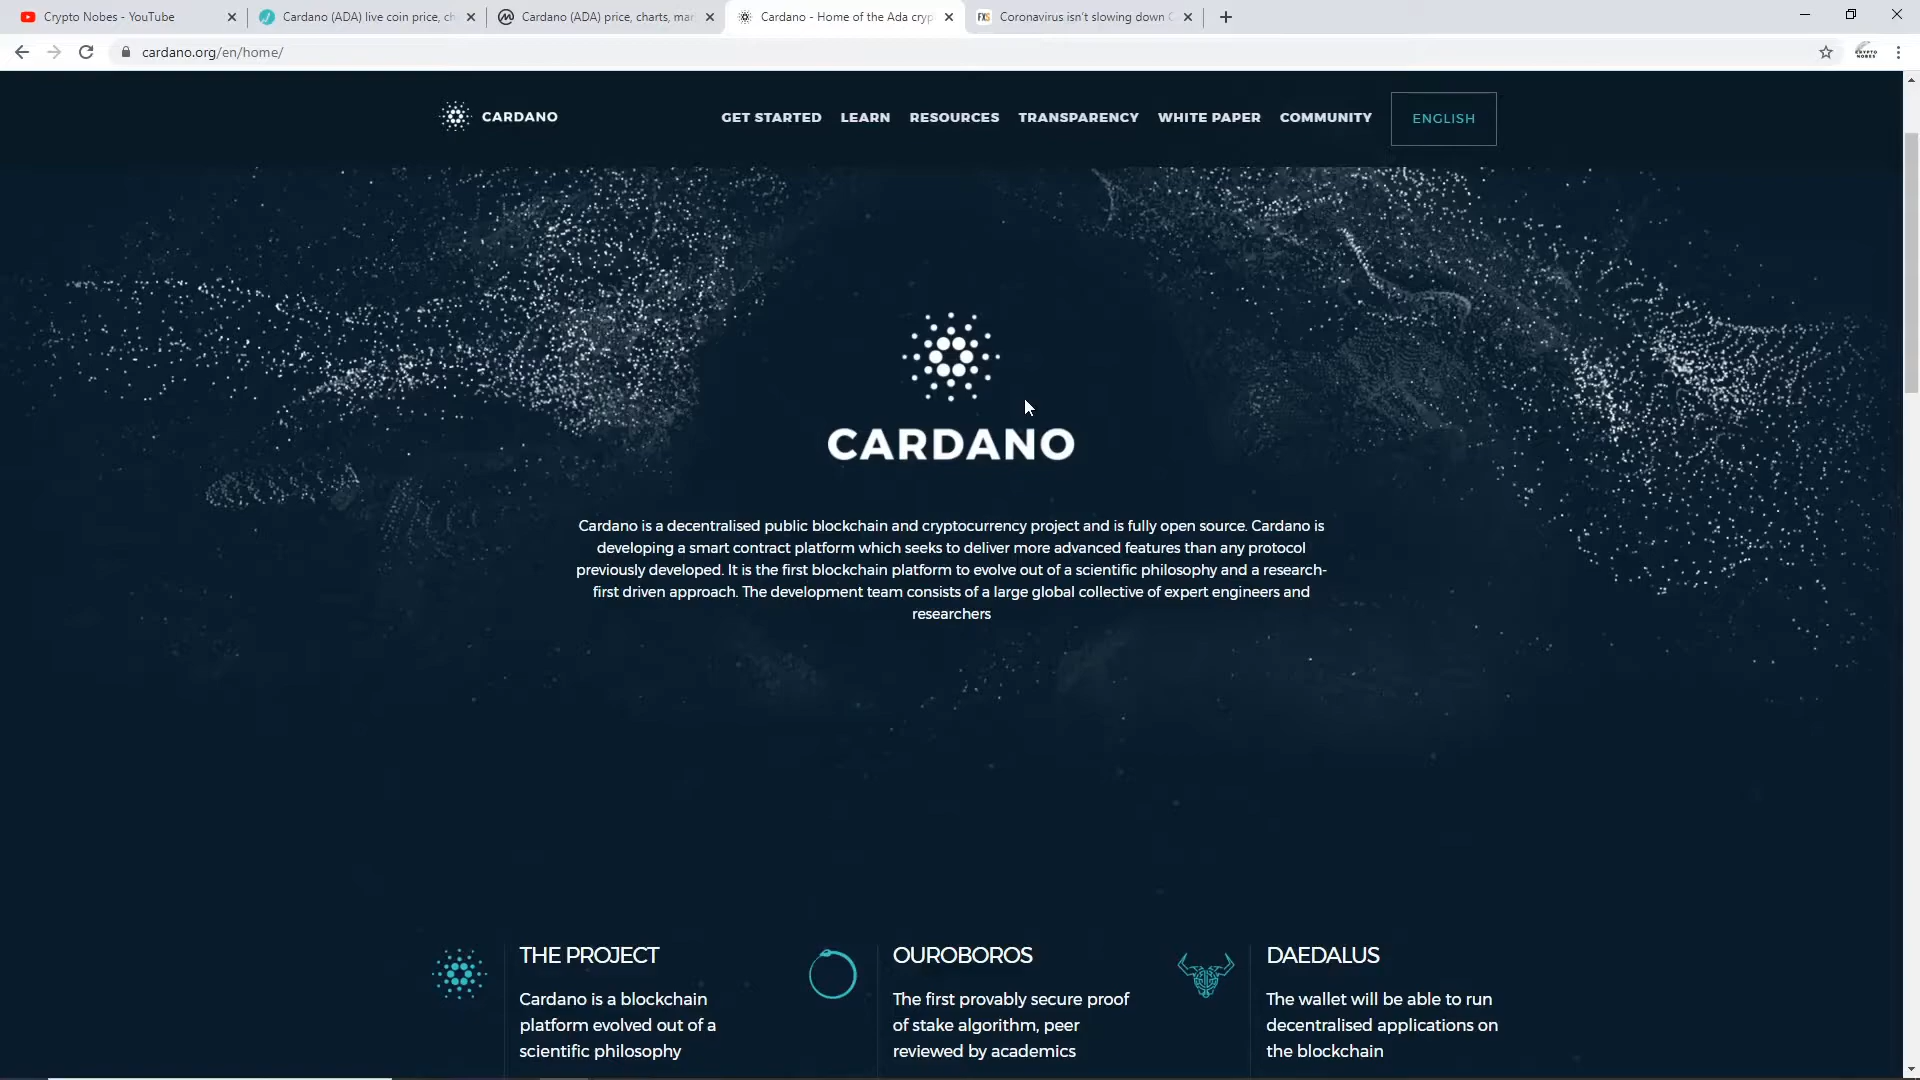 Crypto Nobes - YouTube
Cardano (ADA) live coin price, ch
Cardano (ADA) price, charts, mar
Cardano - Home of the Ada cryp
Coronavirus isn't slowing down C
cardano.org/en/home/
CARDANO
GET STARTED
LEARN
RESOURCES
TRANSPARENCY
WHITE PAPER
COMMUNITY
ENGLISH
CARDANO
Cardano is a decentralised public blockchain and cryptocurrency project and is fully open source. Cardano is
developing a smart contract platform which seeks to deliver more advanced features than any protocol
previously developed. It is the first blockchain platform to evolve out of a scientific philosophy and a research-
first driven approach. The development team consists of a large global collective of expert engineers and
researchers
THE PROJECT
Cardano is a blockchain
platform evolved out of a
scientific philosophy
OUROBOROS
The first provably secure proof
of stake algorithm, peer
reviewed by academics
DAEDALUS
The wallet will be able to run
decentralised applications on
the blockchain